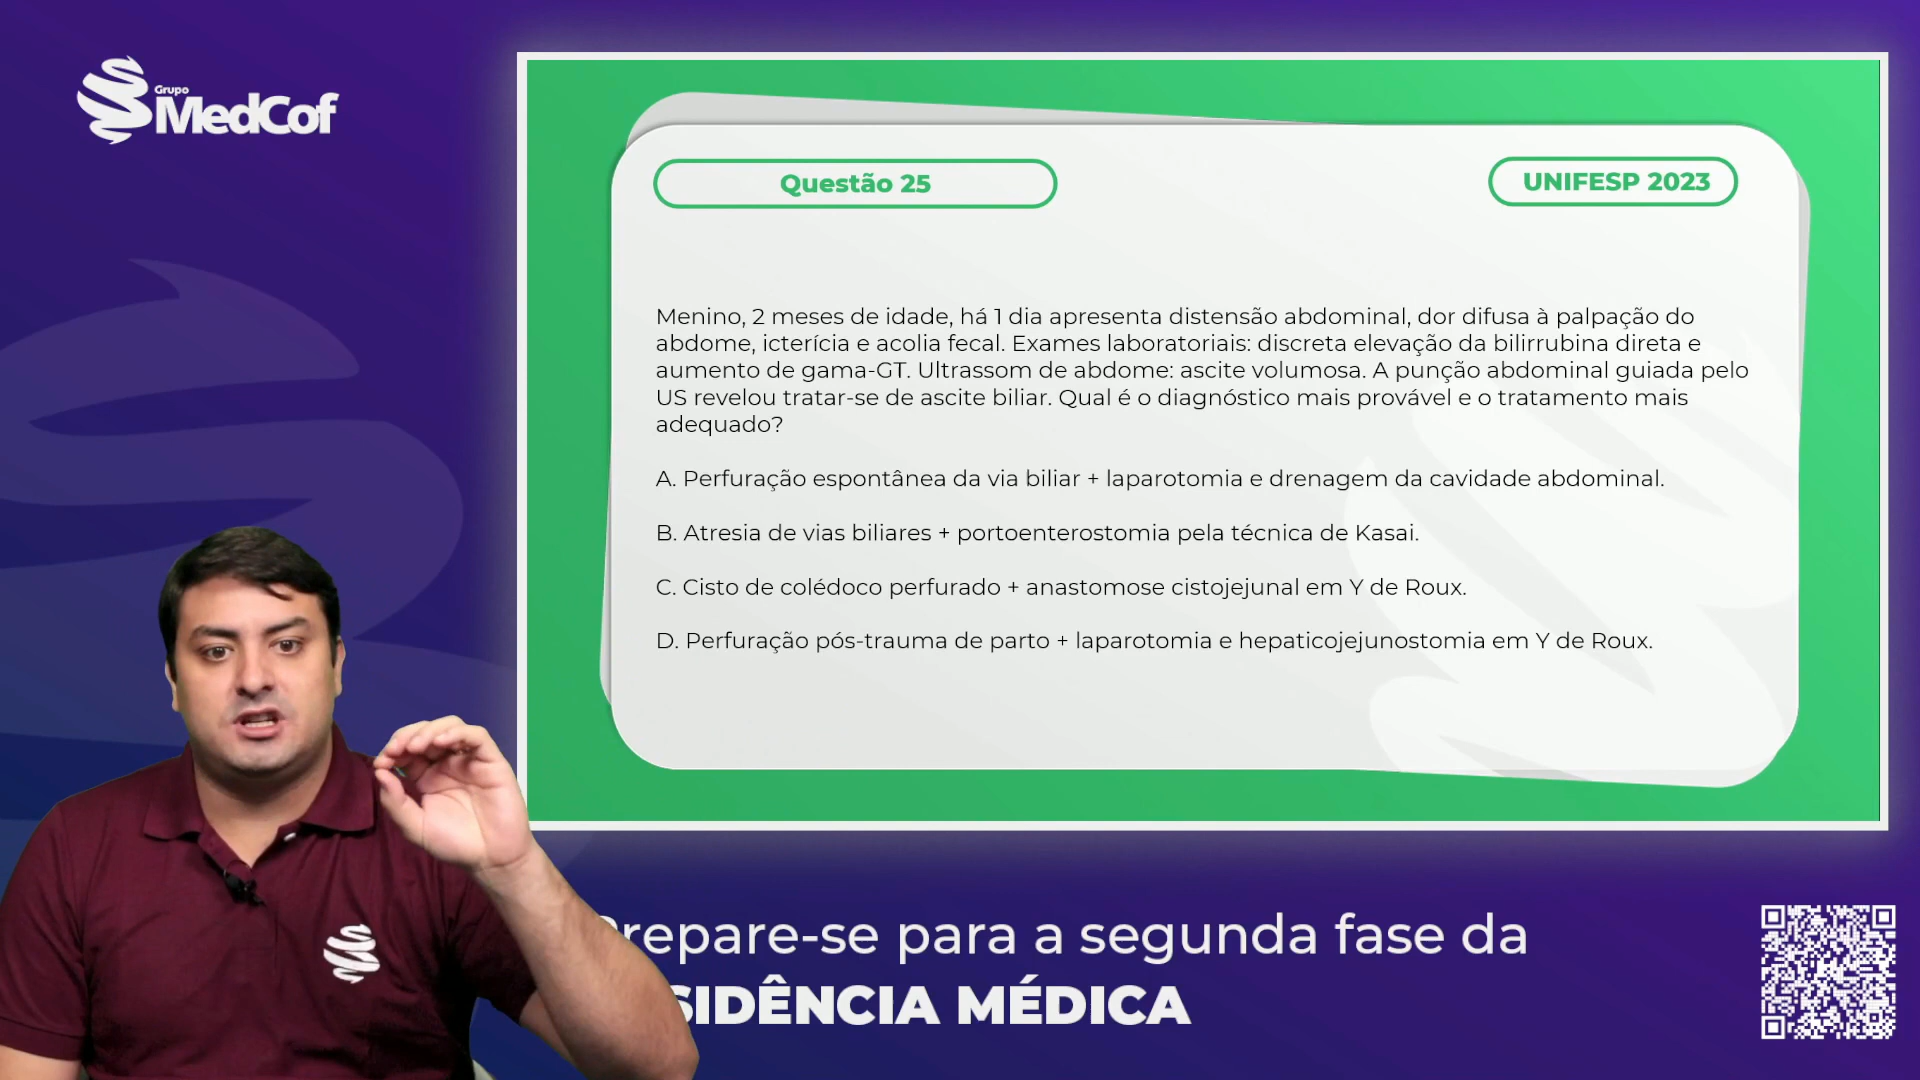 Grupo
MedCof
Questão 25
UNIFESP 2023
Menino, 2 meses de idade, há 1 dia apresenta distensão abdominal, dor difusa à palpação do
abdome, icterícia e acolia fecal. Exames laboratoriais: discreta elevação da bilirrubina direta e
aumento de gama-GT. Ultrassom de abdome: ascite volumosa. A punção abdominal guiada pelo
US revelou tratar-se de ascite biliar. Qual é o diagnóstico mais provável e o tratamento mais
adequado?
A. Perfuração espontânea da via biliar + laparotomia e drenagem da cavidade abdominal.
B. Atresia de vias biliares + portoenterostomia pela técnica de Kasai.
C. Cisto de colédoco perfurado + anastomose cistojejunal em Y de Roux.
D. Perfuração pós-trauma de parto + laparotomia e hepaticojejunostomia em Y de Roux.
repare-se para a segunda fase da
SIDÊNCIA MÉDICA